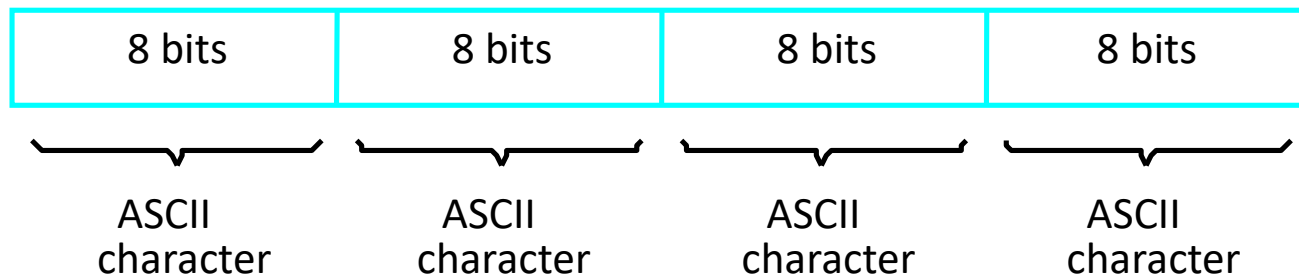 8 bits 8 bits 8 bits 8 bits
ASCII ASCII ASCII ASCII
character character character character